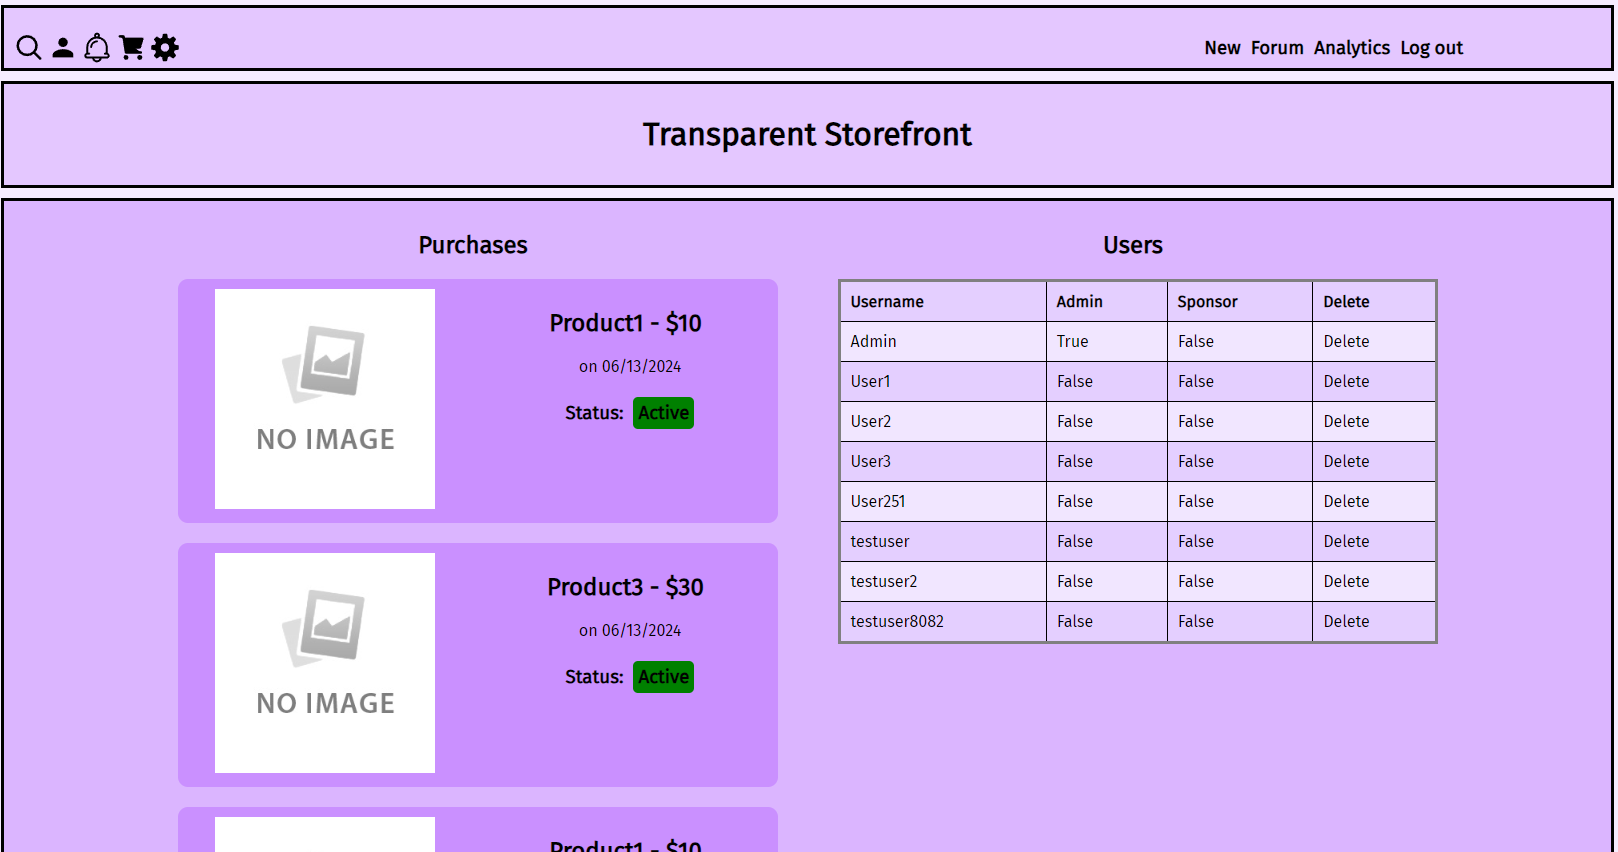 New Forum Analytics Log out
Transparent Storefront
Purchases
NO IMAGE
Product1 - $10
on 06/13/2024
Status: Active
NO IMAGE
Product3 - $30
on 06/13/2024
Status: Active
Product1 - $10
Users
Username Admin Sponsor Delete
Admin True False Delete
User1 False False Delete
User2 False False Delete
User3 False False Delete
User251 False False Delete
testuser False False Delete
testuser2 False False Delete
testuser8082 False False Delete